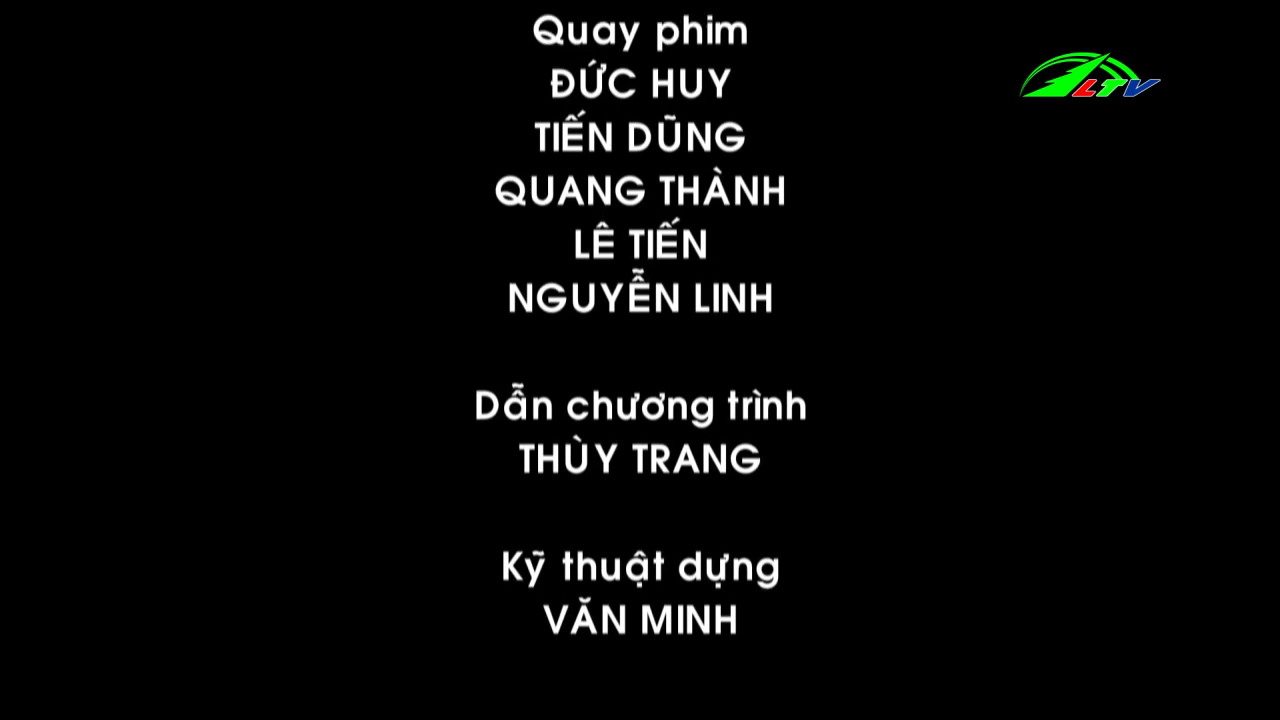 Quay phim
ĐỨC HUY
TIẾN DŨNG
QUANG THÀNH
LÊ TIẾN
NGUYỄN LINH
Dẫn chương trình
THÙY TRANG
Kỹ thuật dựng
VĂN MINH
LTV